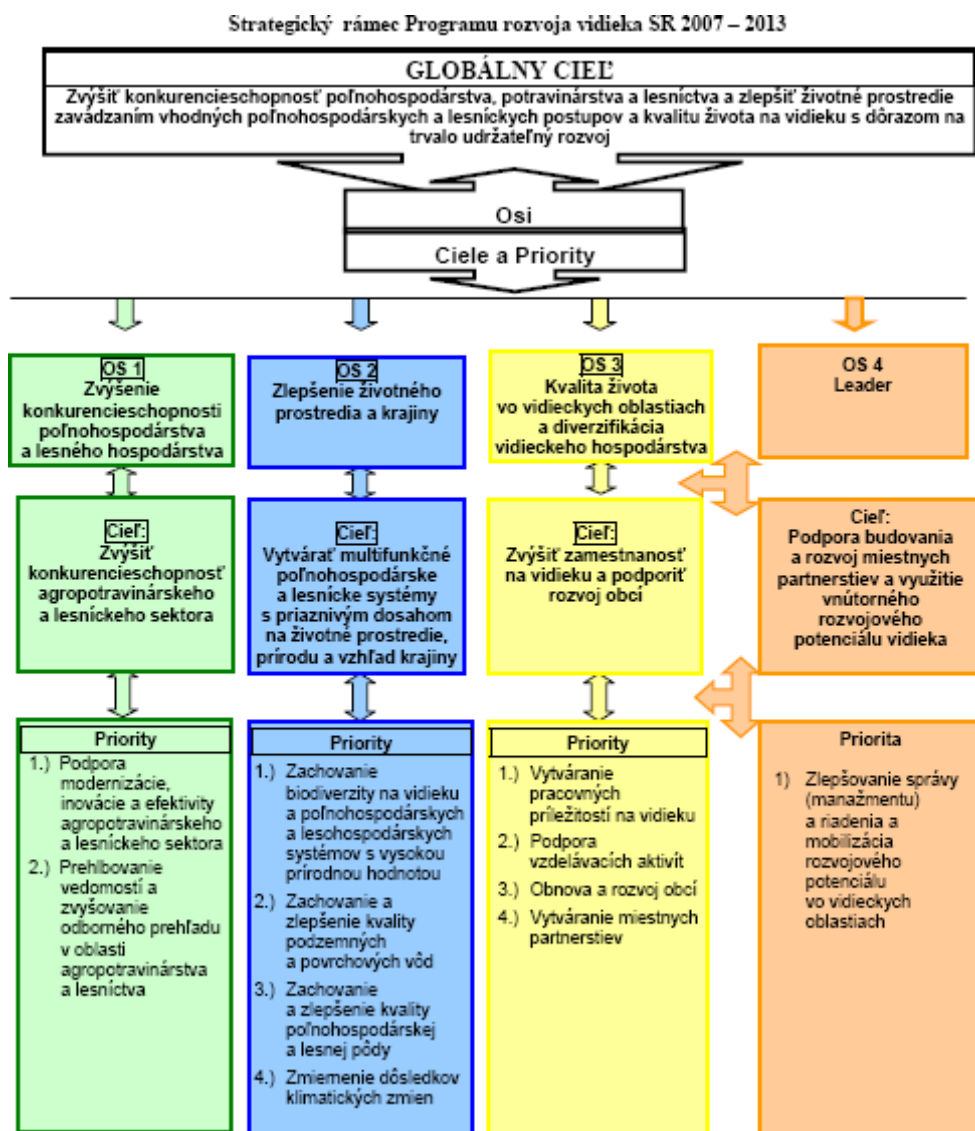 Strategický rámec Programu rozvoja vidieka SR 2007 – 2013
GLOBÁLNY CIEĽ
Zvýšiť konkurencieschopnosť poľnohospodárstva, potravinárstva a lesníctva a zlepšiť životné prostredie
zavádzaním vhodných poľnohospodárskych a lesníckych postupov a kvalitu života na vidieku s dôrazom na
trvalo udržateľný rozvoj
Osi
Ciele a Priority
OS 1
Zvýšenie
konkurencieschopnosti
poľnohospodárstva
a lesného hospodárstva
OS 2
Zlepšenie životného
prostredia a krajiny
OS 3
Kvalita života
vo vidieckych oblastiach
a diverzifikácia
vidieckeho hospodárstva
OS 4
Leader
Cieľ:
Zvýšiť
konkurencieschopnosť
agropotravinárskeho
a lesníckeho sektora
Cieľ:
Vytvárať multifunkčné
poľnohospodárske
a lesnícke systémy
s priaznivým dosahom
na životné prostredie,
prírodu a vzhľad krajiny
Cieľ:
Zvýšiť zamestnanosť
na vidieku a podporiť
rozvoj obcí
Cieľ:
Podpora budovania
a rozvoj miestnych
partnerstiev a využitie
vnútorného
rozvojového
potenciálu vidieka
Priority
1.) Podpora
modernizácie,
inovácie a efektivity
agropotravinárskeho
a lesníckeho sektora
2.) Prehlbovanie
vedomostí a
zvyšovanie
odborného prehľadu
v oblasti
agropotravinárstva
a lesníctva
Priority
1.) Zachovanie
biodiverzity na vidieku
a poľnohospodárskych
a lesohospodárskych
systémov s vysokou
prírodnou hodnotou
2.) Zachovanie a
zlepšenie kvality
podzemných
a povrchových vôd
3.) Zachovanie
a zlepšenie kvality
poľnohospodárskej
a lesnej pôdy
4.) Zmiernenie dôsledkov
klimatických zmien
Priority
1.) Vytváranie
pracovných
príležitostí na vidieku
2.) Podpora
vzdelávacích aktivít
3.) Obnova a rozvoj obcí
4.) Vytváranie miestnych
partnerstiev
Priorita
1) Zlepšovanie správy
(manažmentu)
a riadenia a
mobilizácia
rozvojového
potenciálu
vo vidieckych
oblastiach